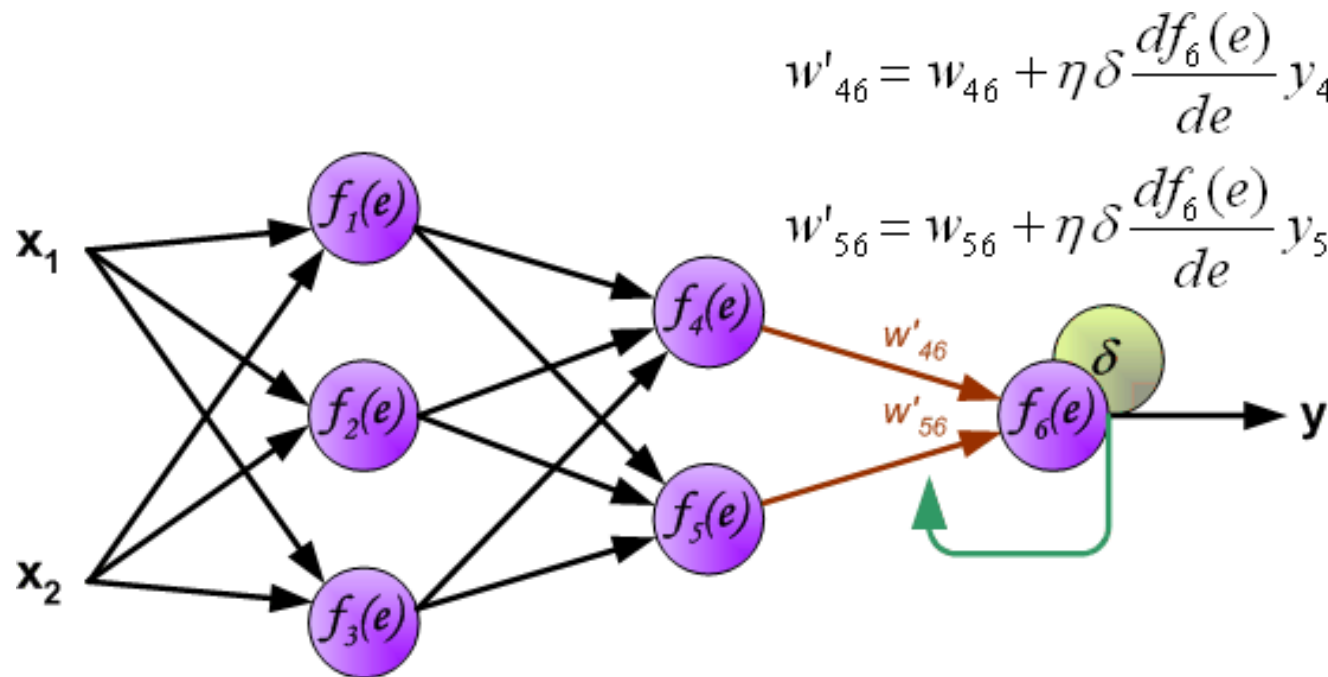 w'₄₆ = w₄₆ + η δ df₆(e)/de y₄
w'₅₆ = w₅₆ + η δ df₆(e)/de y₅
f₁(e)
x₁
f₄(e)
w'₄₆
δ
f₂(e)
w'₅₆
f₆(e)
y
f₅(e)
x₂
f₃(e)